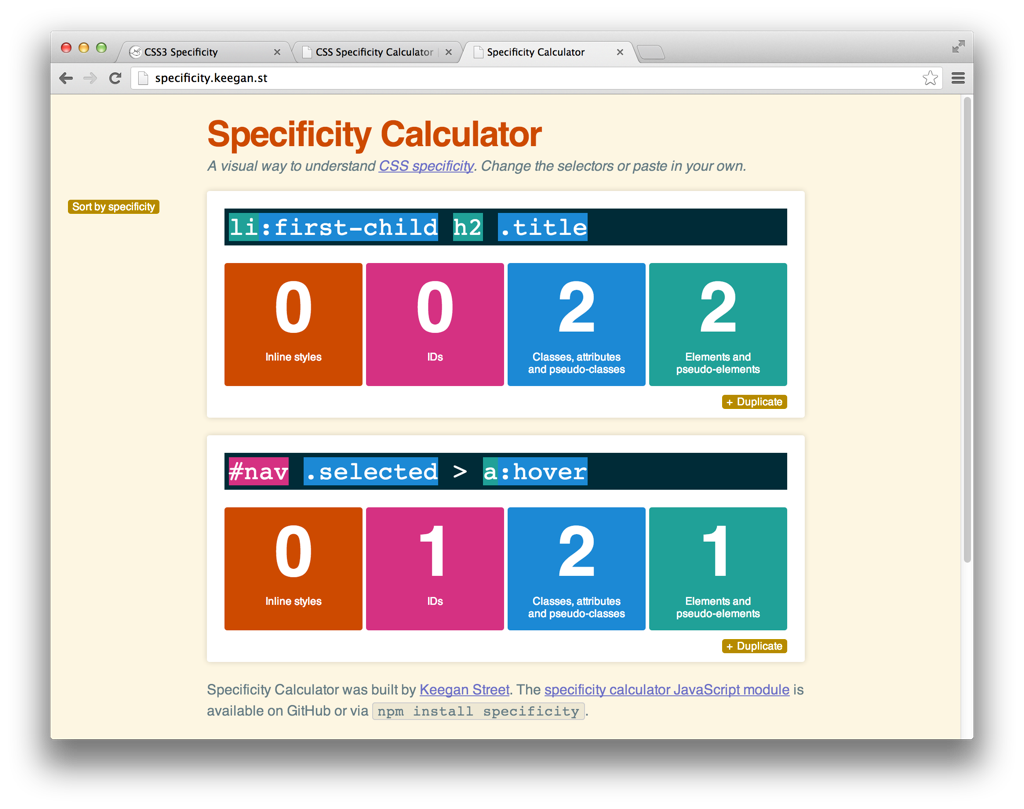 CSS3 Specificity
CSS Specificity Calculator
Specificity Calculator
specificity.keegan.st
Specificity Calculator
A visual way to understand CSS specificity. Change the selectors or paste in your own.
Sort by specificity
li:first-child h2 .title
0 0 2 2
Inline styles IDs Classes, attributes Elements and
and pseudo-classes pseudo-elements
+ Duplicate
#nav .selected > a:hover
0 1 2 1
Inline styles IDs Classes, attributes Elements and
and pseudo-classes pseudo-elements
+ Duplicate
Specificity Calculator was built by Keegan Street. The specificity calculator JavaScript module is
available on GitHub or via npm install specificity.